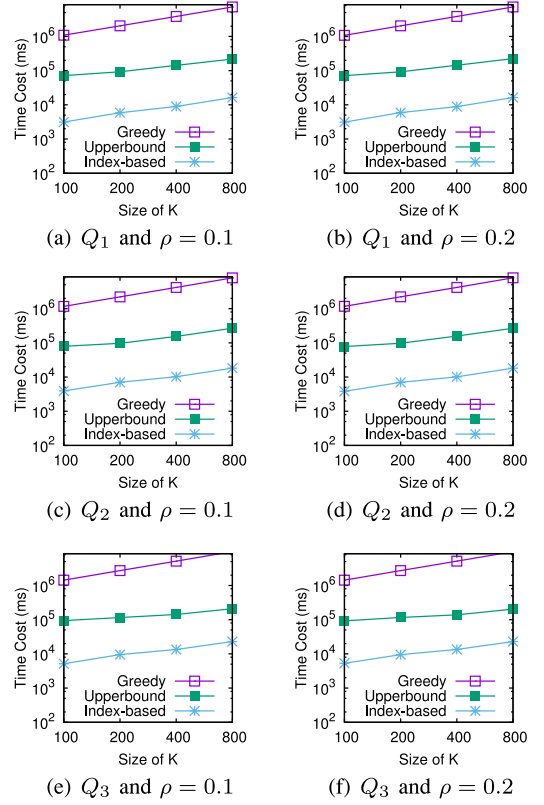 Time Cost (ms)
10^6
10^5
10^4
10^3
10^2
Greedy
Upperbound
Index-based
100 200 400 800
Size of K
(a) Q_1 and ρ = 0.1
Time Cost (ms)
10^6
10^5
10^4
10^3
10^2
Greedy
Upperbound
Index-based
100 200 400 800
Size of K
(b) Q_1 and ρ = 0.2
Time Cost (ms)
10^6
10^5
10^4
10^3
10^2
Greedy
Upperbound
Index-based
100 200 400 800
Size of K
(c) Q_2 and ρ = 0.1
Time Cost (ms)
10^6
10^5
10^4
10^3
10^2
Greedy
Upperbound
Index-based
100 200 400 800
Size of K
(d) Q_2 and ρ = 0.2
Time Cost (ms)
10^6
10^5
10^4
10^3
10^2
Greedy
Upperbound
Index-based
100 200 400 800
Size of K
(e) Q_3 and ρ = 0.1
Time Cost (ms)
10^6
10^5
10^4
10^3
10^2
Greedy
Upperbound
Index-based
100 200 400 800
Size of K
(f) Q_3 and ρ = 0.2